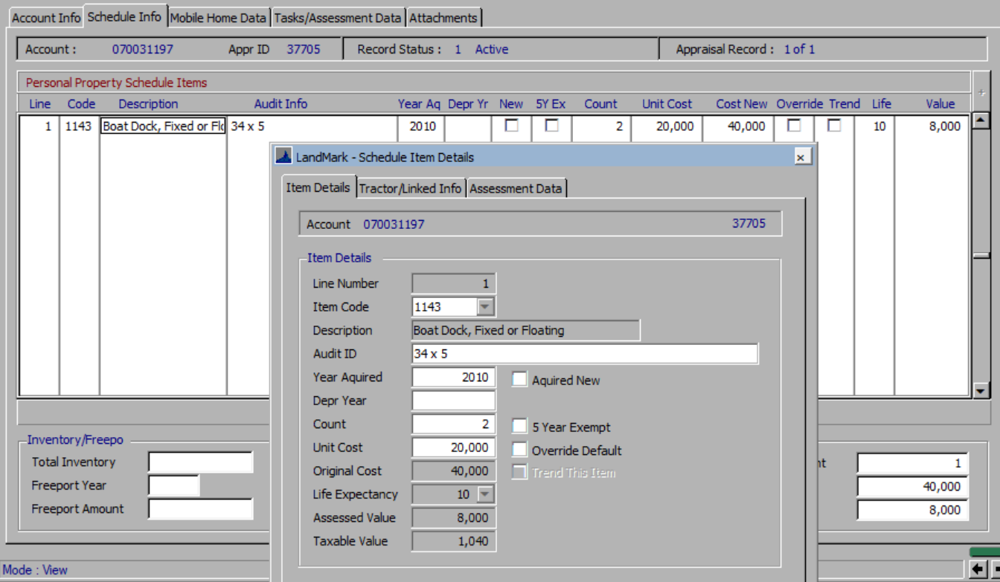 Account Info Schedule Info Mobile Home Data Tasks/Assessment Data Attachments
Account : 070031197 Appr ID 37705 Record Status : 1 Active Appraisal Record : 1 of 1
Personal Property Schedule Items
Line Code Description Audit Info Year Aq Depr Yr New 5Y Ex Count Unit Cost Cost New Override Trend Life Value
1 1143 Boat Dock, Fixed or Flo 34 x 5 2010 2 20,000 40,000 10 8,000
LandMark - Schedule Item Details
Item Details Tractor/Linked Info Assessment Data
Account 070031197 37705
Item Details
Line Number 1
Item Code 1143
Description Boat Dock, Fixed or Floating
Audit ID 34 x 5
Year Aquired 2010 Aquired New
Depr Year
Count 2 5 Year Exempt
Unit Cost 20,000 Override Default
Original Cost 40,000 Trend This Item
Life Expectancy 10
Assessed Value 8,000
Taxable Value 1,040
Inventory/Freepo
Total Inventory
Freeport Year
Freeport Amount
nt 1
40,000
8,000
Mode : View